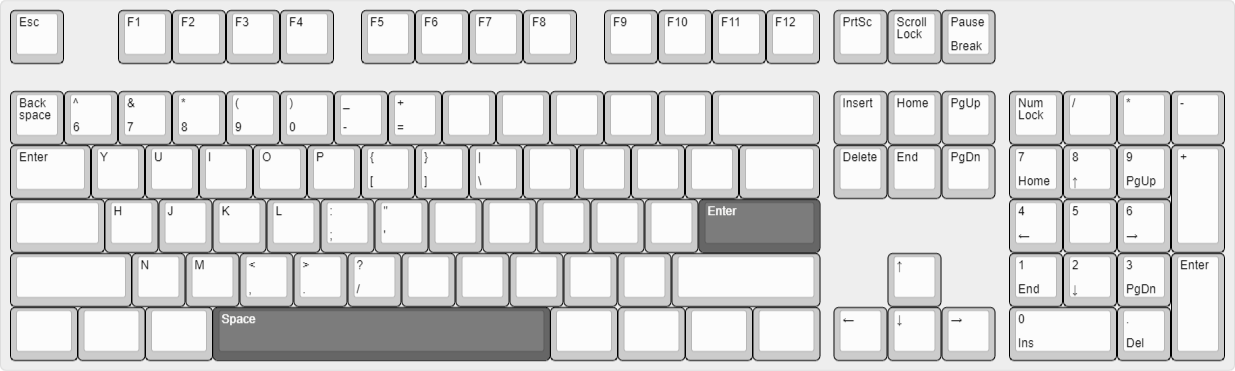 Esc F1 F2 F3 F4 F5 F6 F7 F8 F9 F10 F11 F12 PrtSc Scroll Pause
Lock Break
Back ^ & * ( ) _ + Insert Home PgUp Num / * -
space 6 7 8 9 0 - = Lock
Enter Y U I O P { } | Delete End PgDn 7 8 9 +
[ ] \ Home ↑ PgUp
H J K L : " Enter 4 5 6
; ' ← →
N M < > ? ↑ 1 2 3 Enter
, . / End ↓ PgDn
Space ← ↓ → 0 .
Ins Del